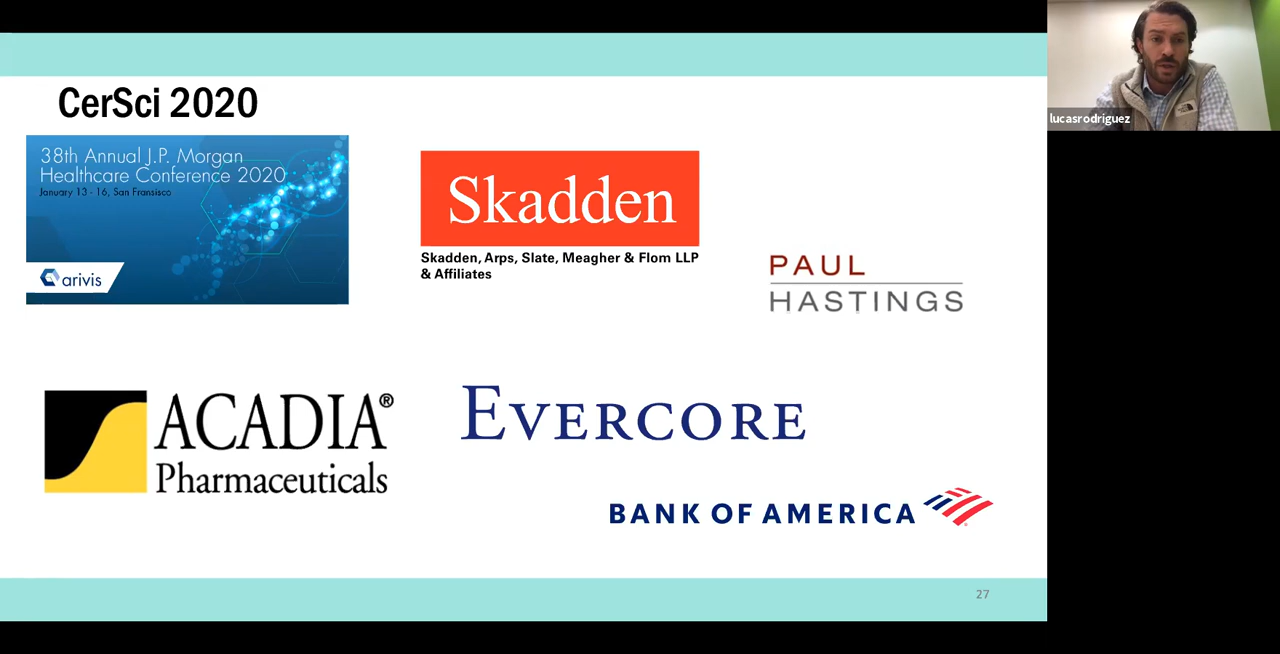 CerSci 2020
38th Annual J.P. Morgan
Healthcare Conference 2020
January 13 - 16, San Fransisco
arivis
Skadden
Skadden, Arps, Slate, Meagher & Flom LLP
& Affiliates
PAUL
HASTINGS
ACADIA®
Pharmaceuticals
EVERCORE
BANK OF AMERICA
27
lucasrodriguez